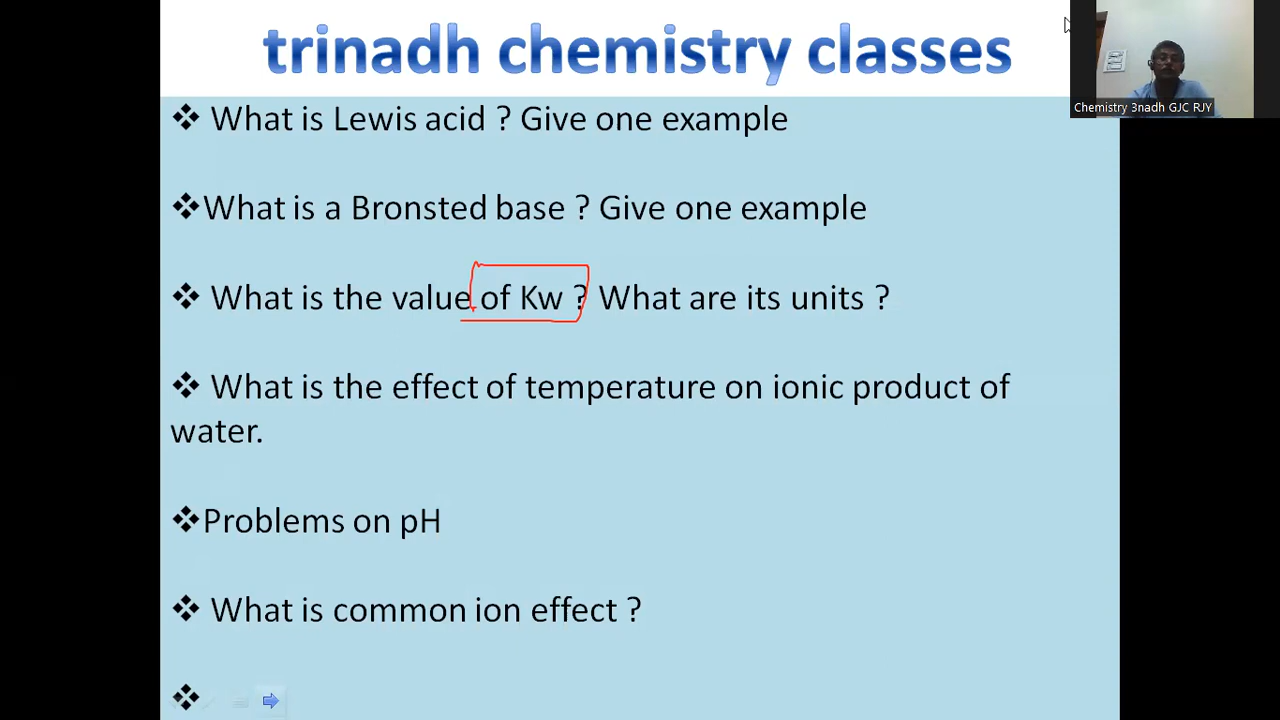 trinadh chemistry classes
Chemistry 3nadh GJC RJY
❖ What is Lewis acid ? Give one example
❖What is a Bronsted base ? Give one example
❖ What is the value of Kw ? What are its units ?
❖ What is the effect of temperature on ionic product of
water.
❖Problems on pH
❖ What is common ion effect ?
❖